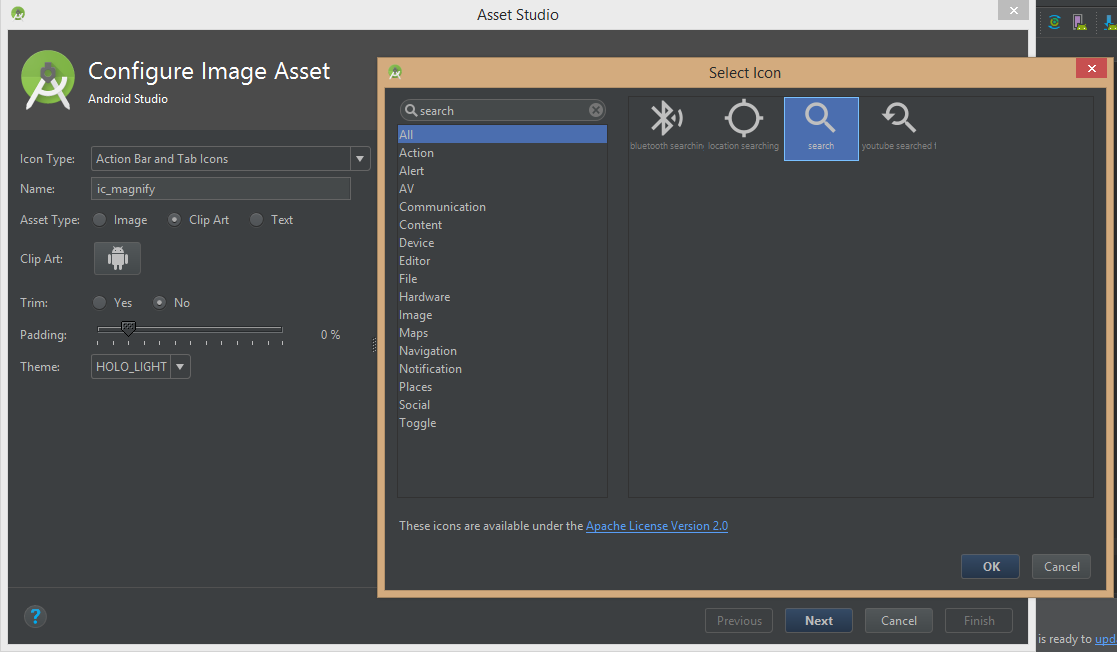 Asset Studio
Configure Image Asset
Android Studio
Icon Type: Action Bar and Tab Icons
Name: ic_magnify
Asset Type: Image Clip Art Text
Clip Art:
Trim: Yes No
Padding: 0 %
Theme: HOLO_LIGHT
Select Icon
search
All
Action
Alert
AV
Communication
Content
Device
Editor
File
Hardware
Image
Maps
Navigation
Notification
Places
Social
Toggle
bluetooth searchin location searching search youtube searched f
These icons are available under the Apache License Version 2.0
OK Cancel
? Previous Next Cancel Finish
is ready to upd